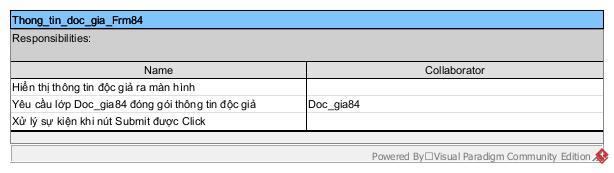 Thong_tin_doc_gia_Frm84
Responsibilities:
Name Collaborator
Hiển thị thông tin độc giả ra màn hình
Yêu cầu lớp Doc_gia84 đóng gói thông tin độc giả Doc_gia84
Xử lý sự kiện khi nút Submit được Click
Powered By□Visual Paradigm Community Edition